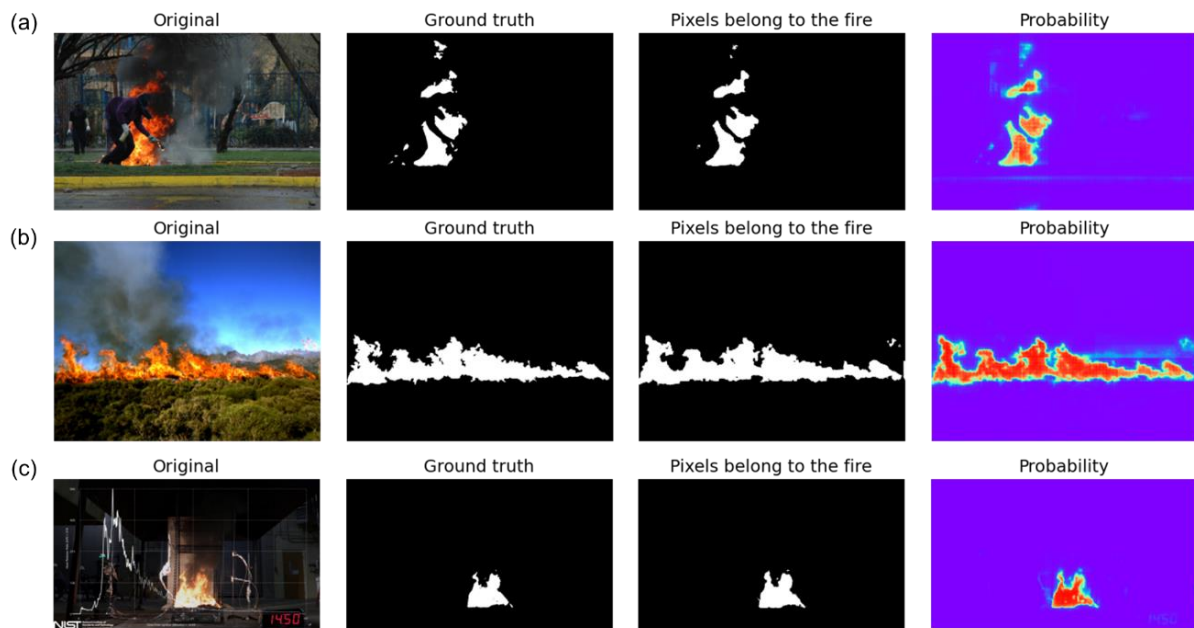 (a)
Original
Ground truth
Pixels belong to the fire
Probability
(b)
Original
Ground truth
Pixels belong to the fire
Probability
(c)
Original
Ground truth
Pixels belong to the fire
Probability
NIST
1450
1450